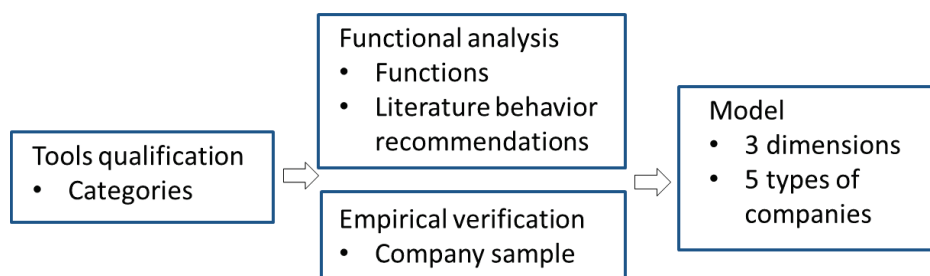 Tools qualification
• Categories
Functional analysis
• Functions
• Literature behavior
recommendations
Empirical verification
• Company sample
Model
• 3 dimensions
• 5 types of
companies